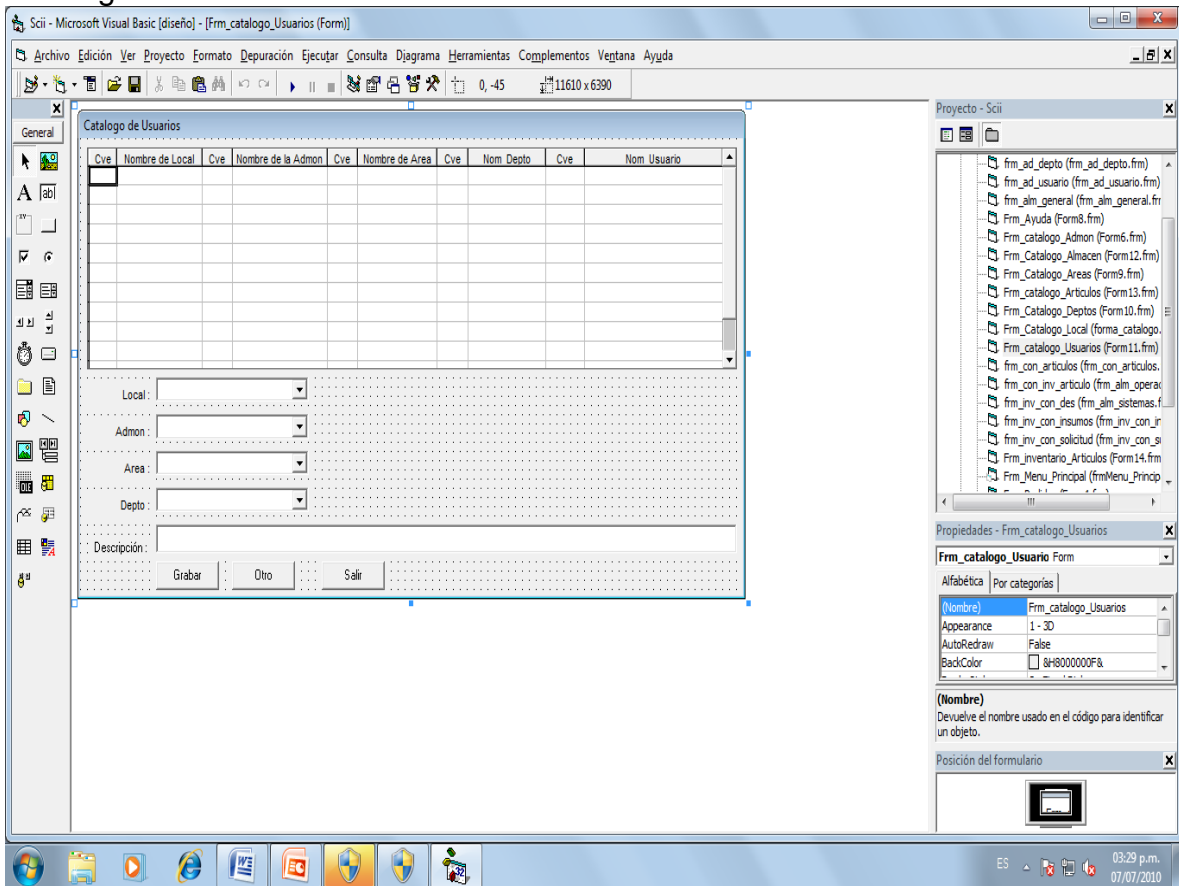 Scii - Microsoft Visual Basic [diseño] - [Frm_catalogo_Usuarios (Form)]
Archivo Edición Ver Proyecto Formato Depuración Ejecutar Consulta Diagrama Herramientas Complementos Ventana Ayuda
0, -45 11610 x 6390
General
Catalogo de Usuarios
Cve Nombre de Local Cve Nombre de la Admon Cve Nombre de Area Cve Nom Depto Cve Nom Usuario
Local :
Admon :
Area :
Depto :
Descripción :
Grabar Otro Salir
Proyecto - Scii
frm_ad_depto (frm_ad_depto.frm)
frm_ad_usuario (frm_ad_usuario.frm)
frm_alm_general (frm_alm_general.frr
Frm_Ayuda (Form8.frm)
Frm_catalogo_Admon (Form6.frm)
Frm_Catalogo_Almacen (Form12.frm)
Frm_Catalogo_Areas (Form9.frm)
Frm_catalogo_Articulos (Form13.frm)
Frm_Catalogo_Deptos (Form10.frm)
Frm_Catalogo_Local (forma_catalogo.
Frm_catalogo_Usuarios (Form11.frm)
frm_con_articulos (frm_con_articulos.
frm_con_inv_articulo (frm_alm_operac
frm_inv_con_des (frm_alm_sistemas.f
frm_inv_con_insumos (frm_inv_con_in
frm_inv_con_solicitud (frm_inv_con_s
Frm_inventario_Articulos (Form14.frm
Frm_Menu_Principal (frmMenu_Princip
Propiedades - Frm_catalogo_Usuarios
Frm_catalogo_Usuario Form
Alfabética Por categorías
(Nombre) Frm_catalogo_Usuarios
Appearance 1 - 3D
AutoRedraw False
BackColor &H8000000F&
(Nombre)
Devuelve el nombre usado en el código para identificar
un objeto.
Posición del formulario
ES 03:29 p.m.
07/07/2010